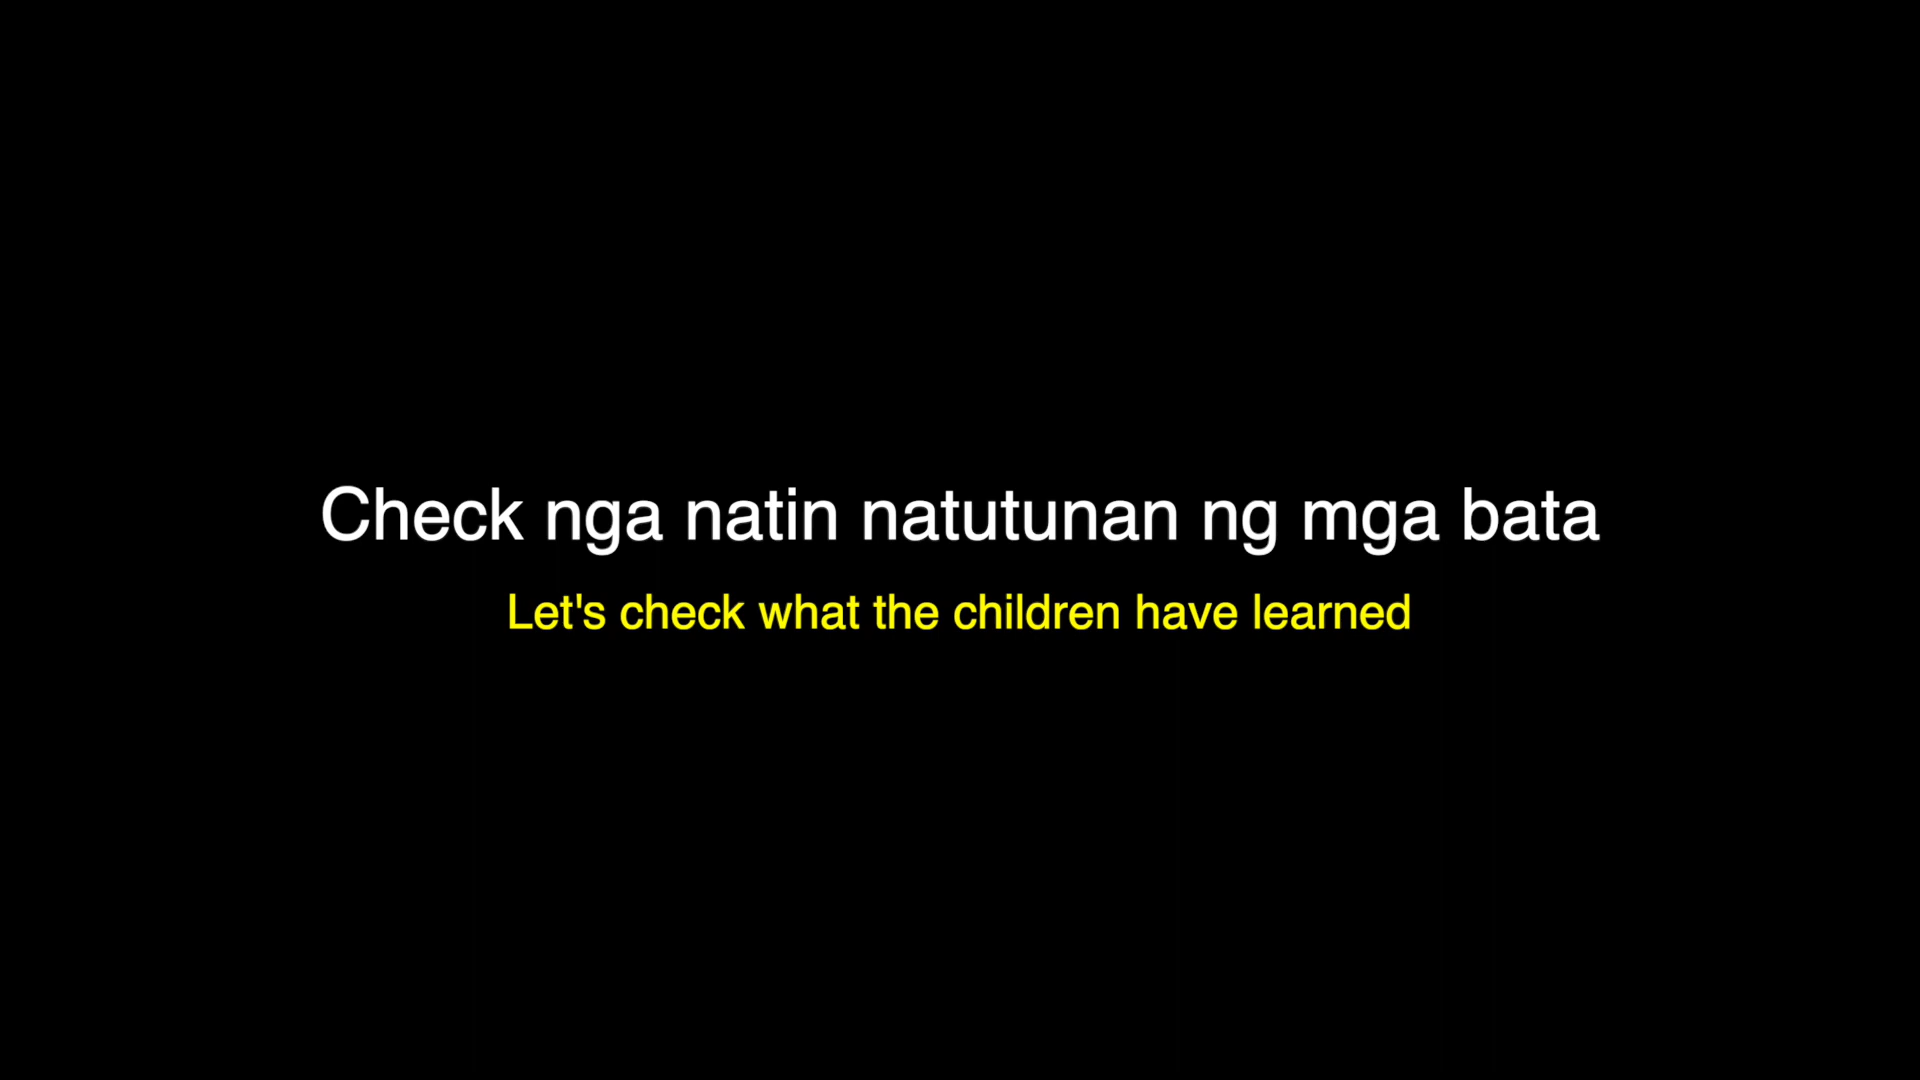 Check nga natin natutunan ng mga bata
Let's check what the children have learned